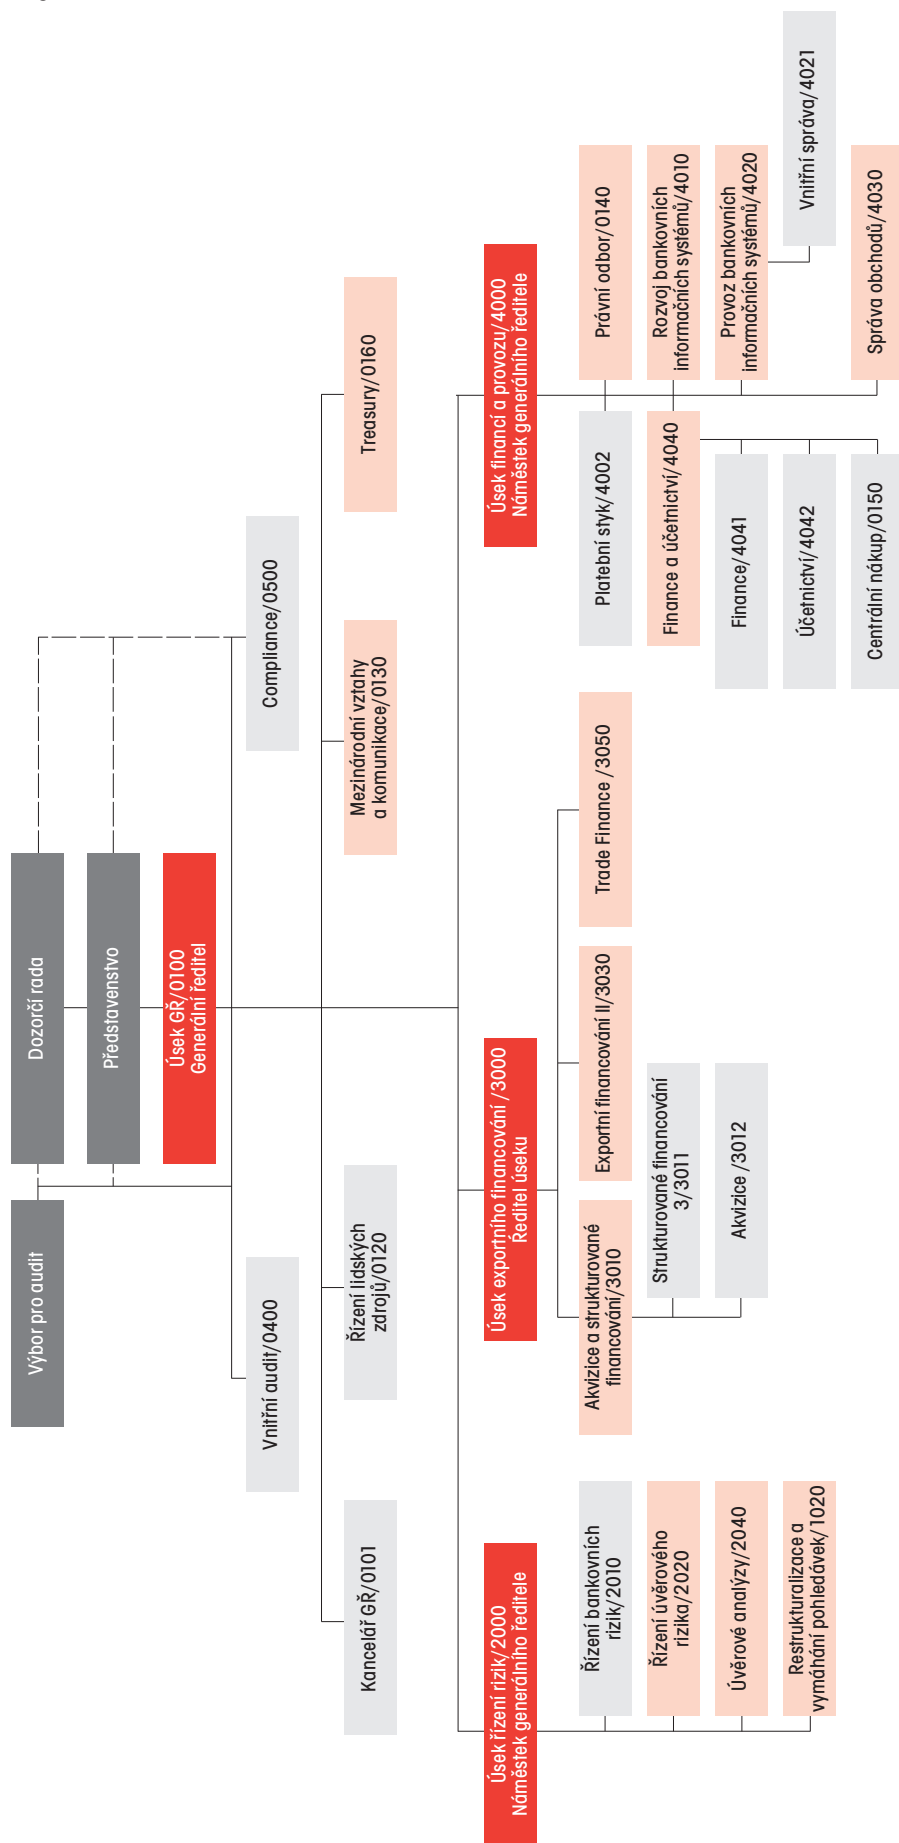 Výbor pro audit
Dozorčí rada
Představenstvo
Úsek GŘ/0100
Generální ředitel
Vnitřní audit/0400
Compliance/0500
Kancelář GŘ/0101
Řízení lidských
zdrojů/0120
Mezinárodní vztahy
a komunikace/0130
Treasury/0160
Úsek řízení rizik/2000
Náměstek generálního ředitele
Úsek exportního financování /3000
Ředitel úseku
Úsek financí a provozu/4000
Náměstek generálního ředitele
Řízení bankovních
rizik/2010
Řízení úvěrového
rizika/2020
Úvěrové analýzy/2040
Restrukturalizace a
vymáhání pohledávek/1020
Akvizice a strukturované
financování/3010
Strukturované financování
3/3011
Akvizice /3012
Exportní financování II/3030
Trade Finance /3050
Platební styk/4002
Finance a účetnictví/4040
Finance/4041
Účetnictví/4042
Centrální nákup/0150
Právní odbor/0140
Rozvoj bankovních
informačních systémů/4010
Provoz bankovních
informačních systémů/4020
Vnitřní správa/4021
Správa obchodů/4030